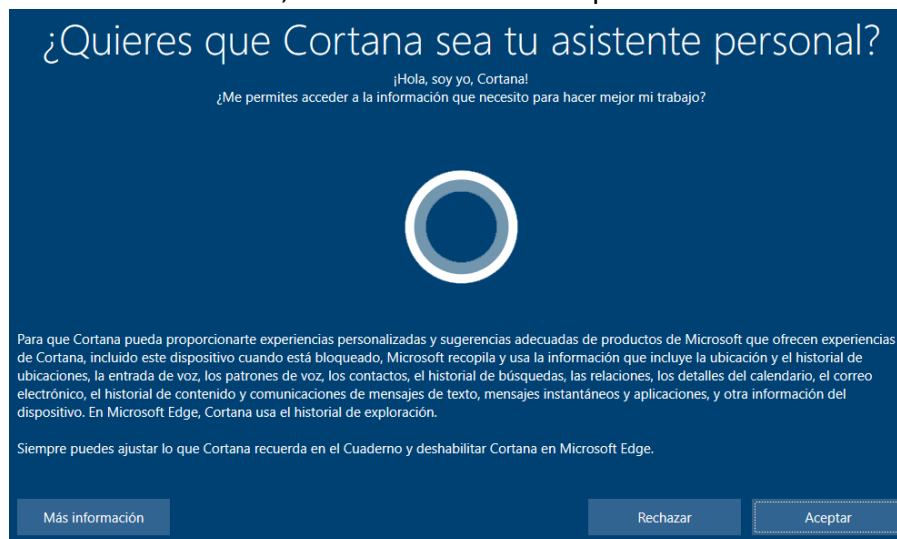 ¿Quieres que Cortana sea tu asistente personal?
¡Hola, soy yo, Cortana!
¿Me permites acceder a la información que necesito para hacer mejor mi trabajo?
Para que Cortana pueda proporcionarte experiencias personalizadas y sugerencias adecuadas de productos de Microsoft que ofrecen experiencias
de Cortana, incluido este dispositivo cuando está bloqueado, Microsoft recopila y usa la información que incluye la ubicación y el historial de
ubicaciones, la entrada de voz, los patrones de voz, los contactos, el historial de búsquedas, las relaciones, los detalles del calendario, el correo
electrónico, el historial de contenido y comunicaciones de mensajes de texto, mensajes instantáneos y aplicaciones, y otra información del
dispositivo. En Microsoft Edge, Cortana usa el historial de exploración.
Siempre puedes ajustar lo que Cortana recuerda en el Cuaderno y deshabilitar Cortana en Microsoft Edge.
Más información
Rechazar
Aceptar